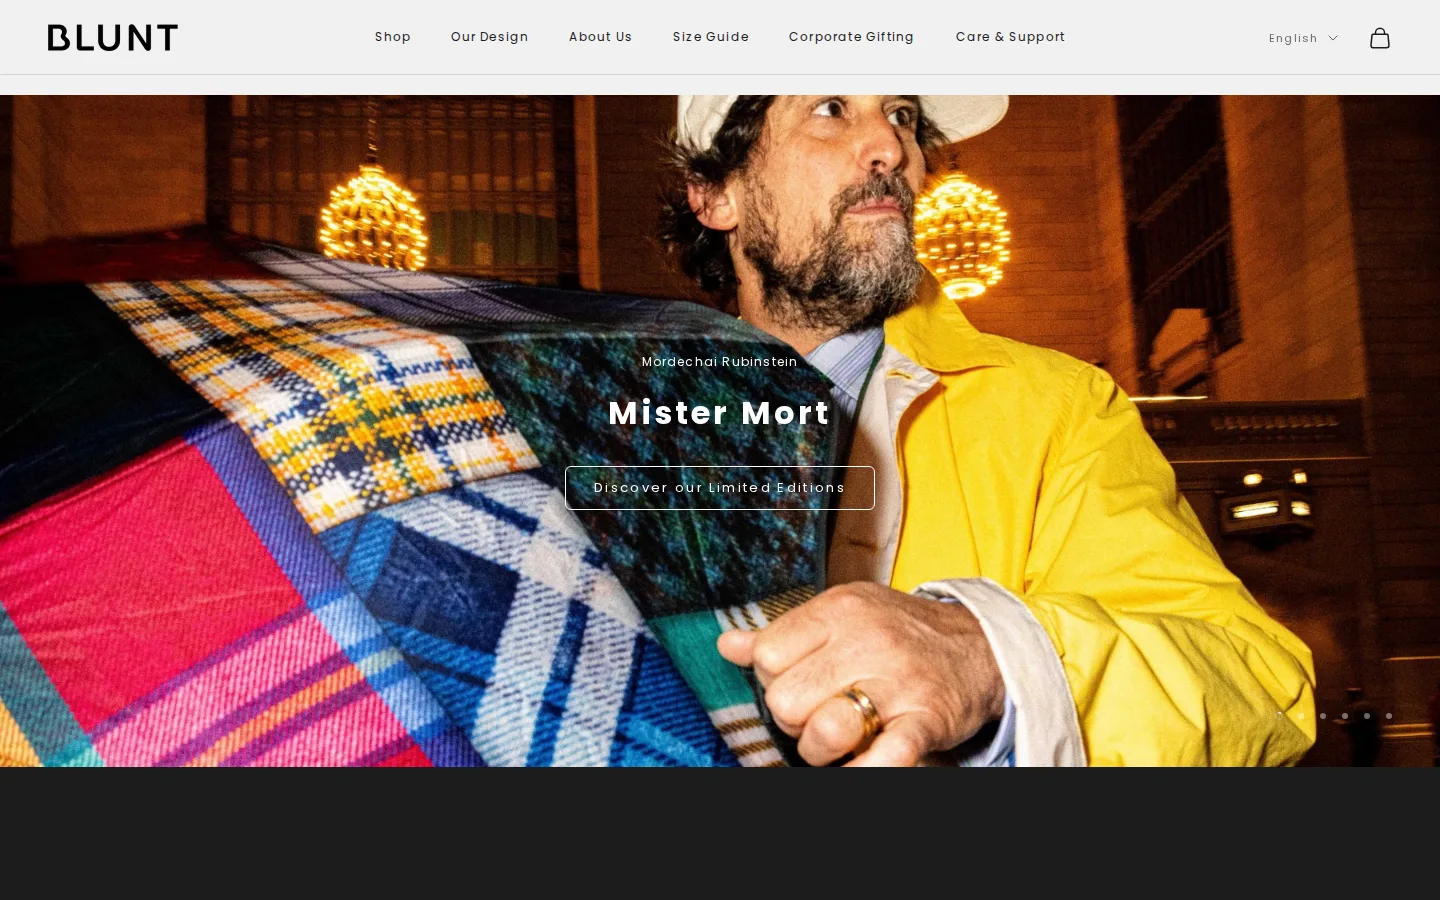 BLUNT
Shop
Our Design
About Us
Size Guide
Corporate Gifting
Care & Support
English
Mordechai Rubinstein
Mister Mort
Discover our Limited Editions